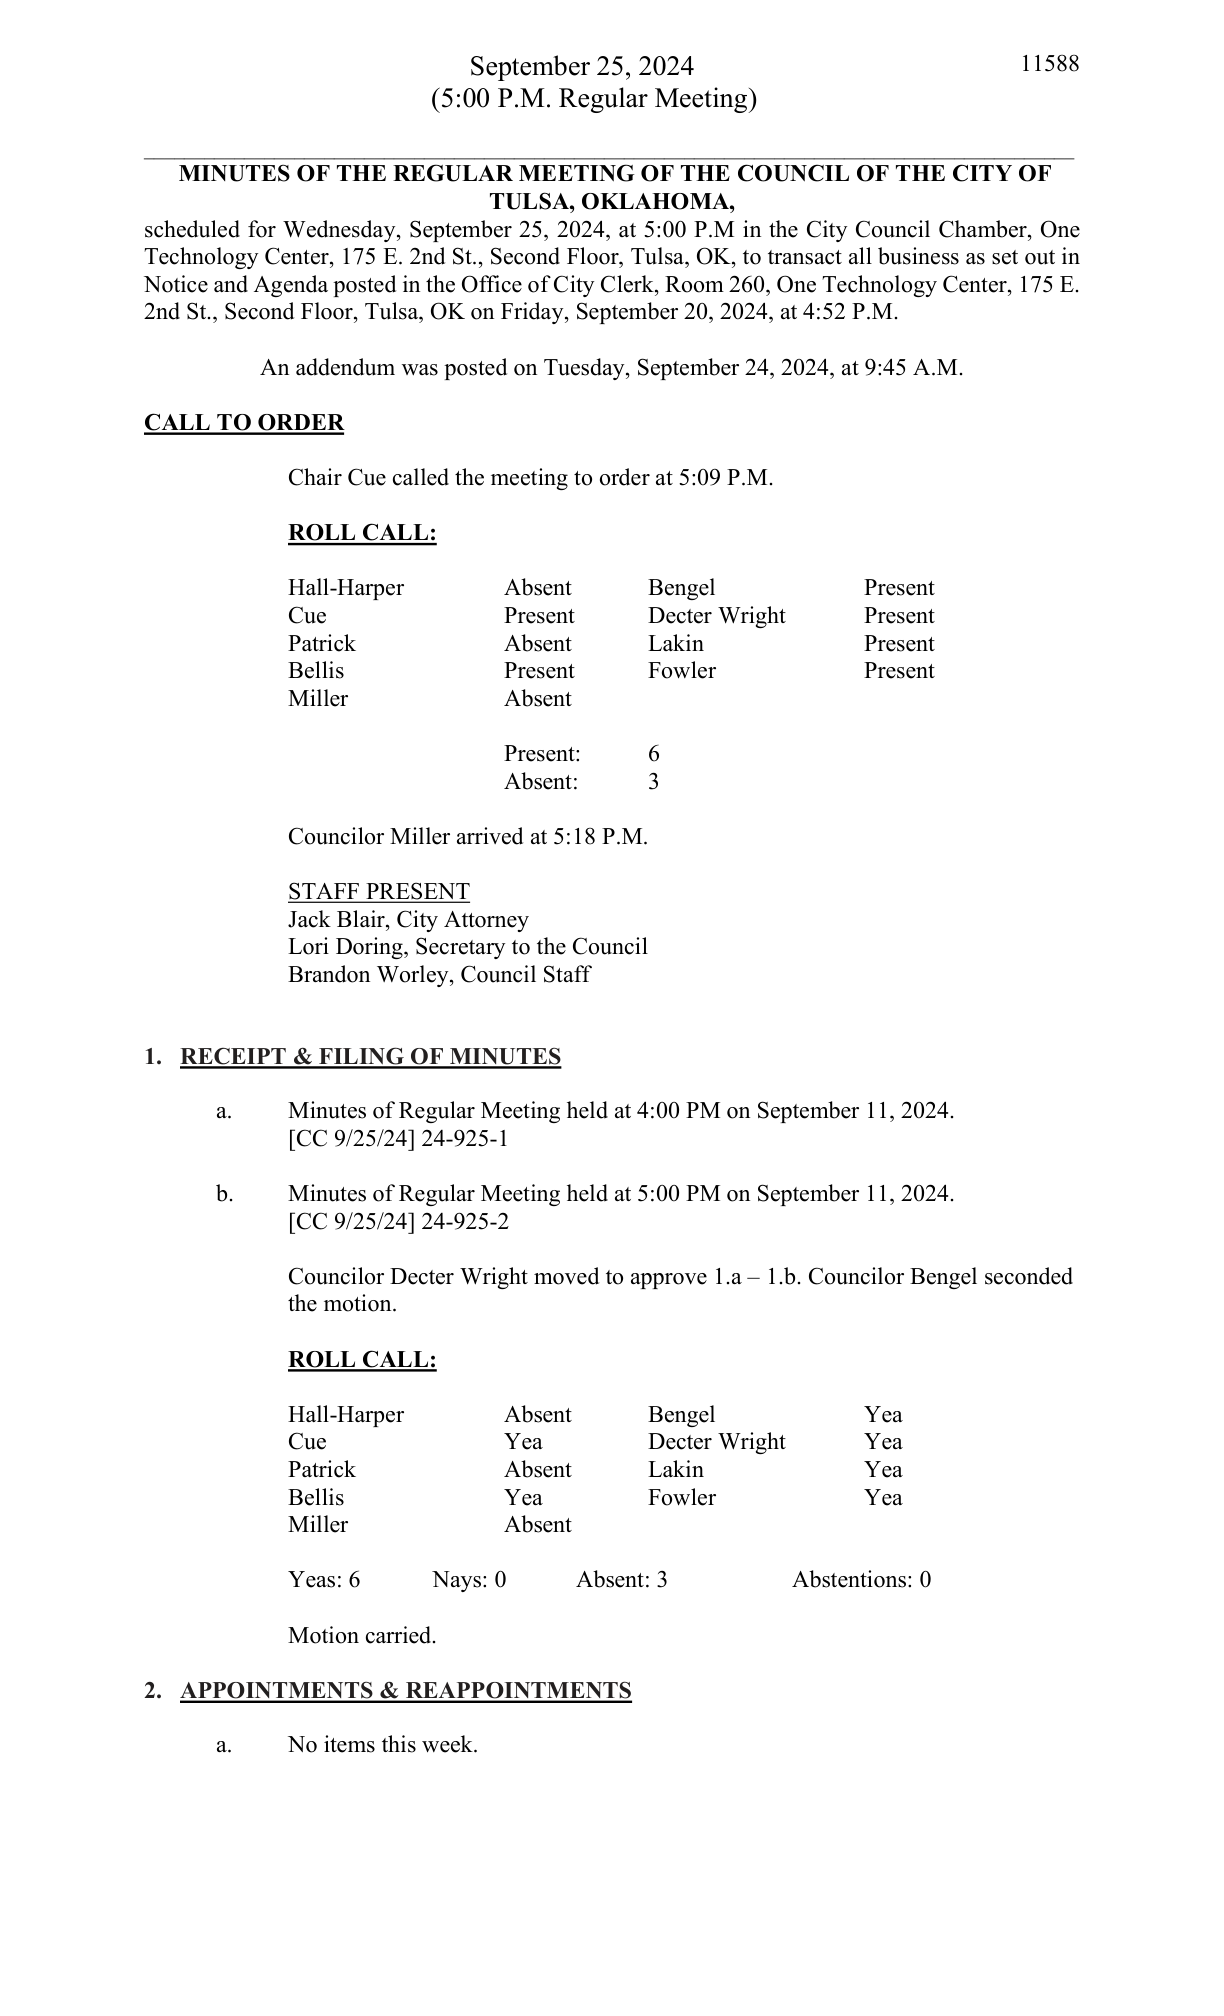 September 25, 2024
11588
(5:00 P.M. Regular Meeting)
MINUTES OF THE REGULAR MEETING OF THE COUNCIL OF THE CITY OF
TULSA, OKLAHOMA,
scheduled for Wednesday, September 25, 2024, at 5:00 P.M in the City Council Chamber, One
Technology Center, 175 E. 2nd St., Second Floor, Tulsa, OK, to transact all business as set out in
Notice and Agenda posted in the Office of City Clerk, Room 260, One Technology Center, 175 E.
2nd St., Second Floor, Tulsa, OK on Friday, September 20, 2024, at 4:52 P.M.
An addendum was posted on Tuesday, September 24, 2024, at 9:45 A.M.
CALL TO ORDER
Chair Cue called the meeting to order at 5:09 P.M.
ROLL CALL:
Hall-Harper Absent Bengel Present
Cue Present Decter Wright Present
Patrick Absent Lakin Present
Bellis Present Fowler Present
Miller Absent
Present: 6
Absent: 3
Councilor Miller arrived at 5:18 P.M.
STAFF PRESENT
Jack Blair, City Attorney
Lori Doring, Secretary to the Council
Brandon Worley, Council Staff
1. RECEIPT & FILING OF MINUTES
a. Minutes of Regular Meeting held at 4:00 PM on September 11, 2024.
[CC 9/25/24] 24-925-1
b. Minutes of Regular Meeting held at 5:00 PM on September 11, 2024.
[CC 9/25/24] 24-925-2
Councilor Decter Wright moved to approve 1.a – 1.b. Councilor Bengel seconded
the motion.
ROLL CALL:
Hall-Harper Absent Bengel Yea
Cue Yea Decter Wright Yea
Patrick Absent Lakin Yea
Bellis Yea Fowler Yea
Miller Absent
Yeas: 6 Nays: 0 Absent: 3 Abstentions: 0
Motion carried.
2. APPOINTMENTS & REAPPOINTMENTS
a. No items this week.